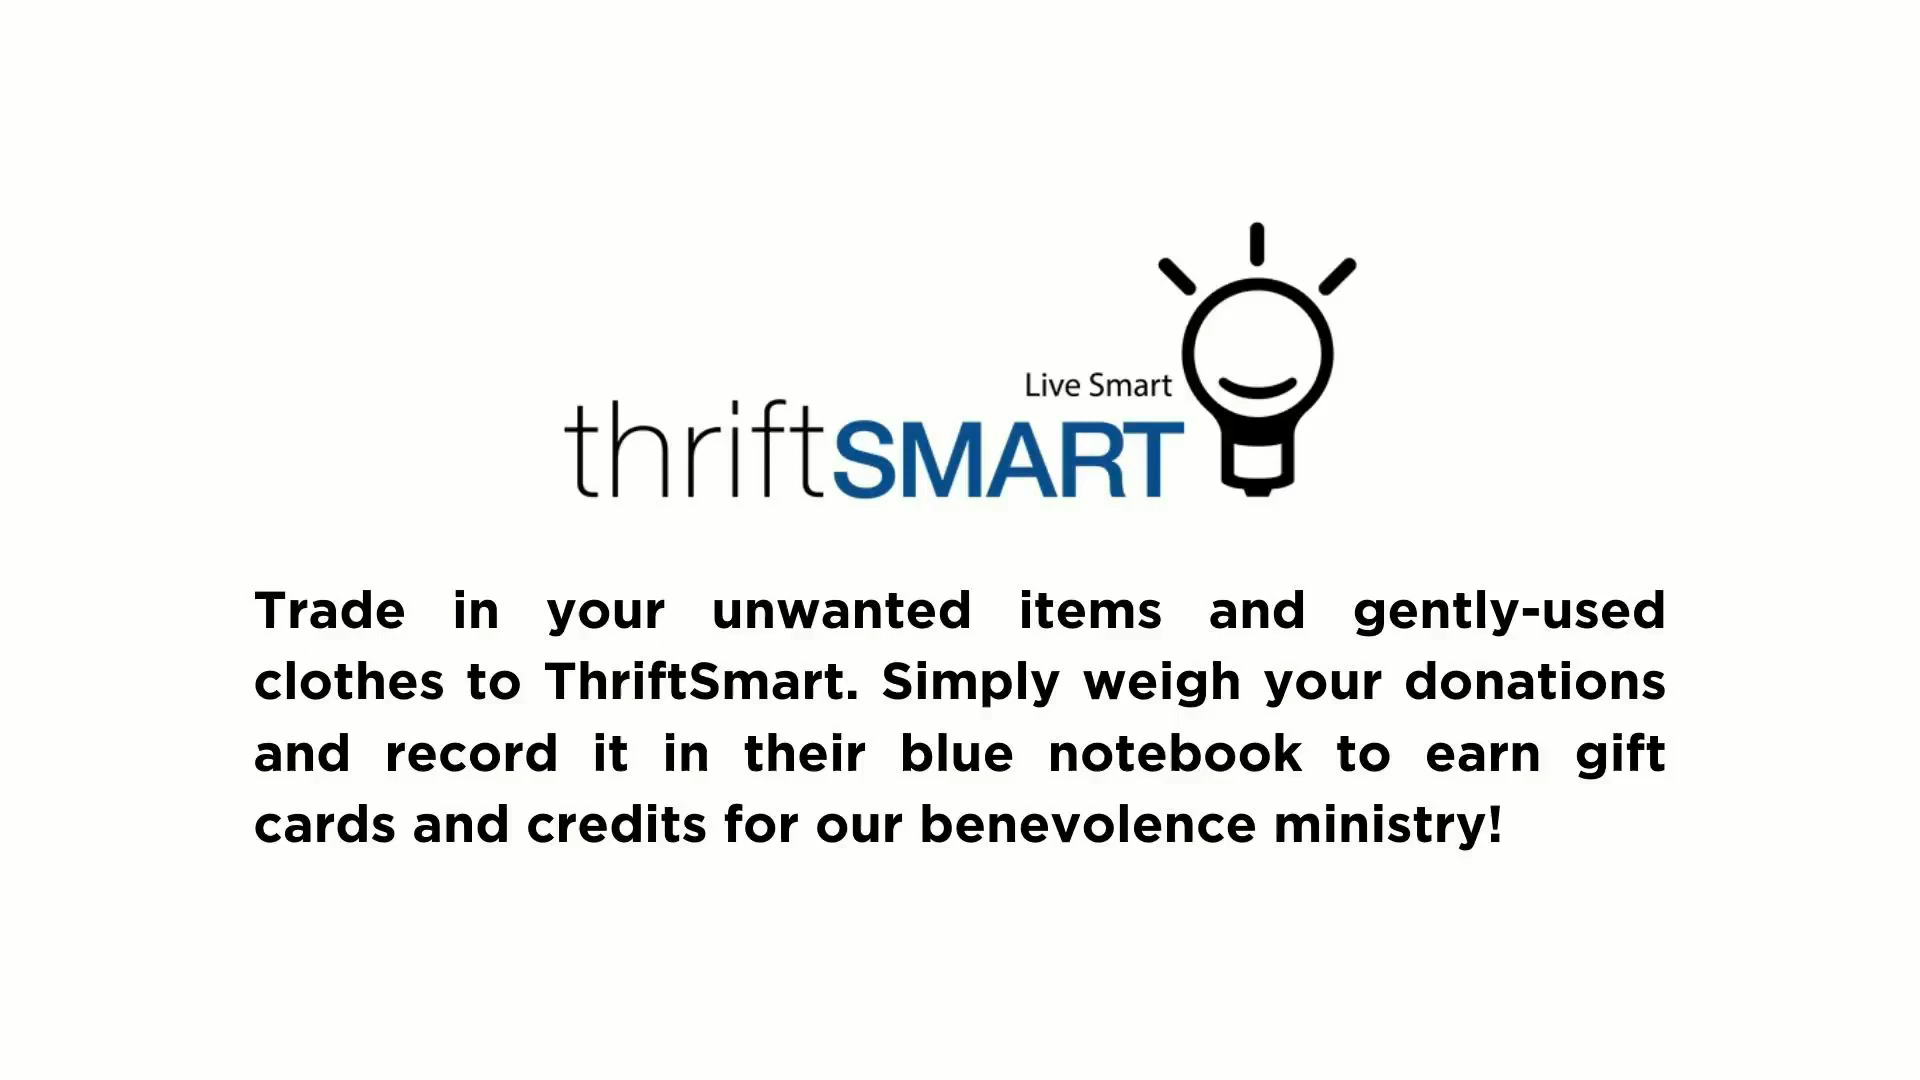 Live Smart
thriftSMART
Trade in your unwanted items and gently-used
clothes to ThriftSmart. Simply weigh your donations
and record it in their blue notebook to earn gift
cards and credits for our benevolence ministry!